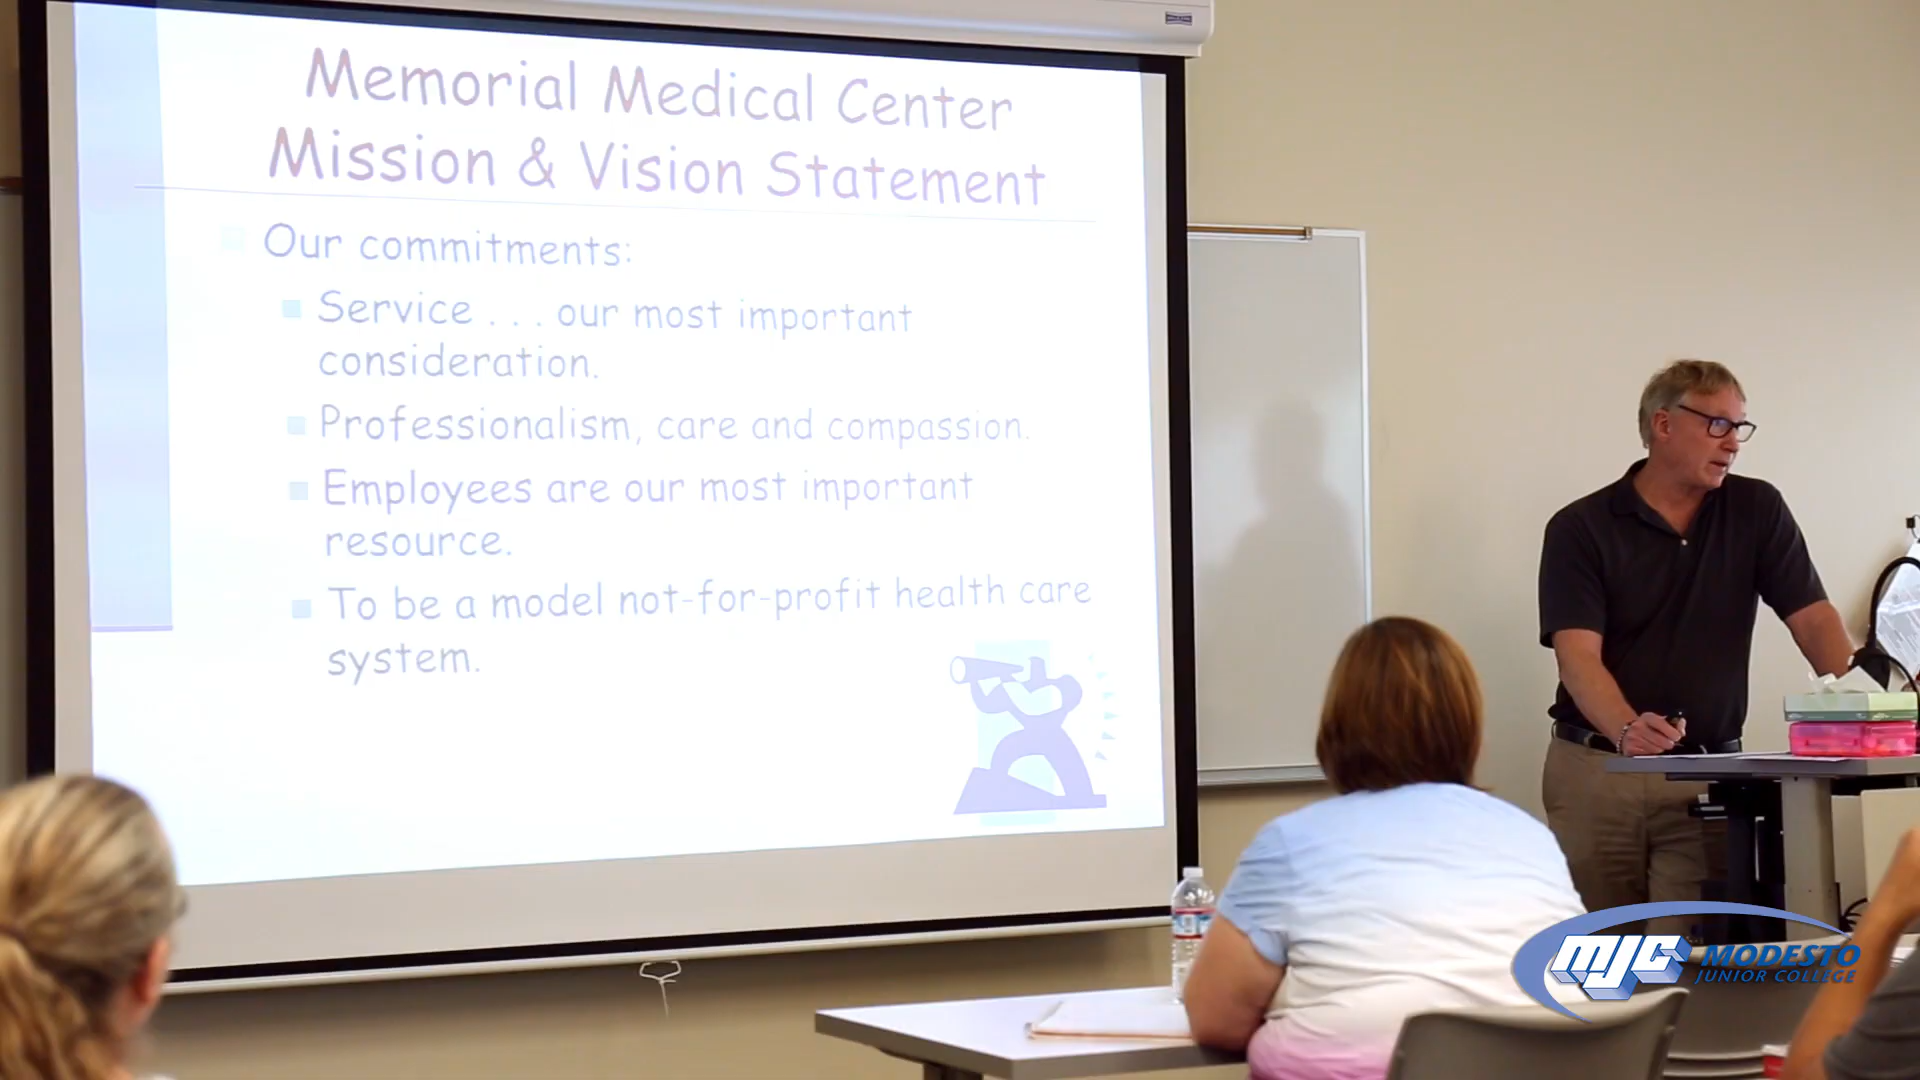 Memorial Medical Center
Mission & Vision Statement
Our commitments:
Service . . . our most important
consideration.
Professionalism, care and compassion.
Employees are our most important
resource.
To be a model not-for-profit health care
system.
MJC MODESTO
JUNIOR COLLEGE